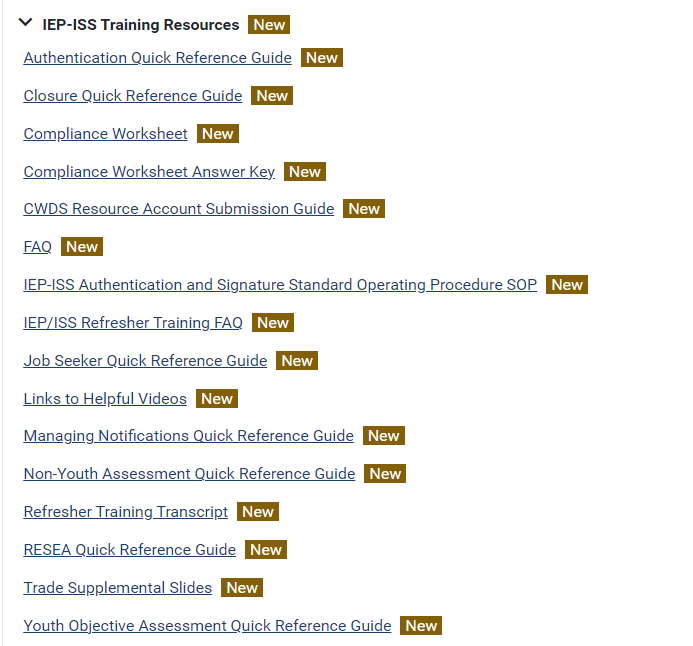 IEP-ISS Training Resources New
Authentication Quick Reference Guide New
Closure Quick Reference Guide New
Compliance Worksheet New
Compliance Worksheet Answer Key New
CWDS Resource Account Submission Guide New
FAQ New
IEP-ISS Authentication and Signature Standard Operating Procedure SOP New
IEP/ISS Refresher Training FAQ New
Job Seeker Quick Reference Guide New
Links to Helpful Videos New
Managing Notifications Quick Reference Guide New
Non-Youth Assessment Quick Reference Guide New
Refresher Training Transcript New
RESEA Quick Reference Guide New
Trade Supplemental Slides New
Youth Objective Assessment Quick Reference Guide New